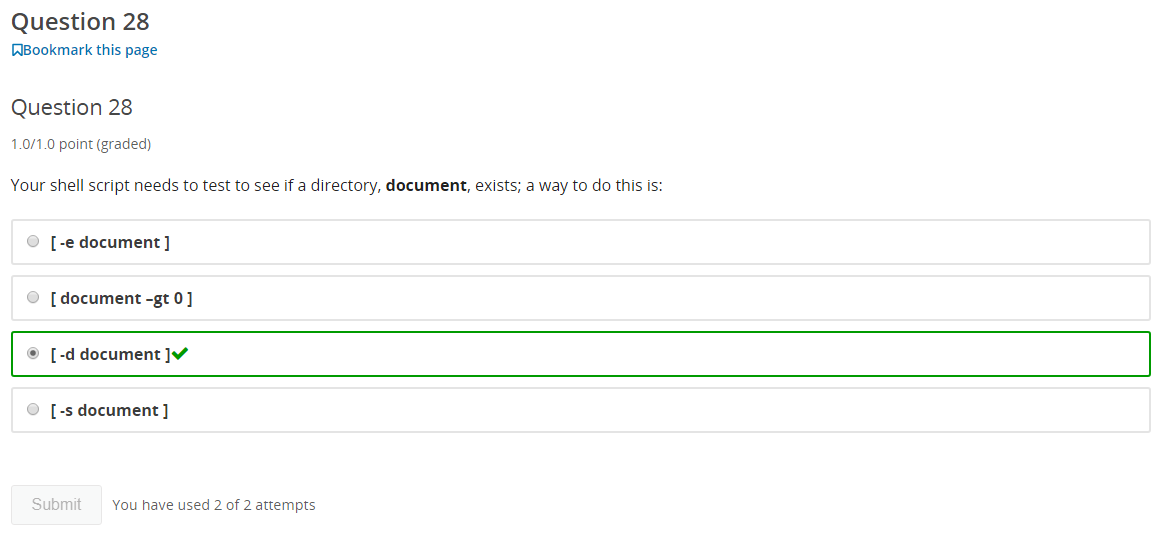 Question 28
Bookmark this page
Question 28
1.0/1.0 point (graded)
Your shell script needs to test to see if a directory, document, exists; a way to do this is:
[ -e document ]
[ document –gt 0 ]
[ -d document ]
[ -s document ]
Submit You have used 2 of 2 attempts